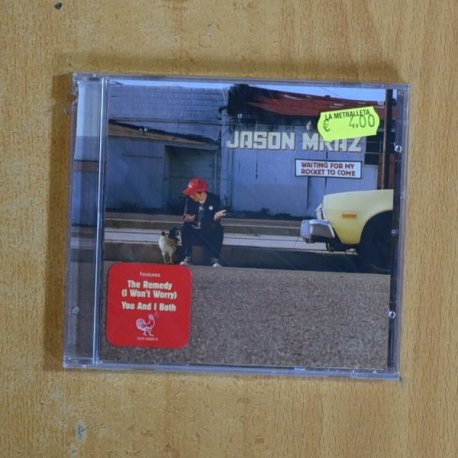 LA METRALLETA
€ 4,00
JASON MRAZ
WAITING FOR MY
ROCKET TO COME
Features
The Remedy
(I Won't Worry)
You And I Both